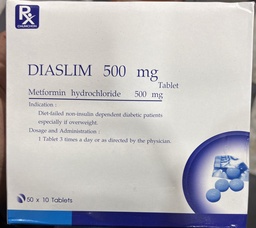 Rx
DIASLIM 500 mg
Tablet
Metformin hydrochloride 500 mg
Indication :
Diet-failed non-insulin dependent diabetic patients
especially if overweight.
Dosage and Administration :
1 Tablet 3 times a day or as directed by the physician.
50 x 10 Tablets